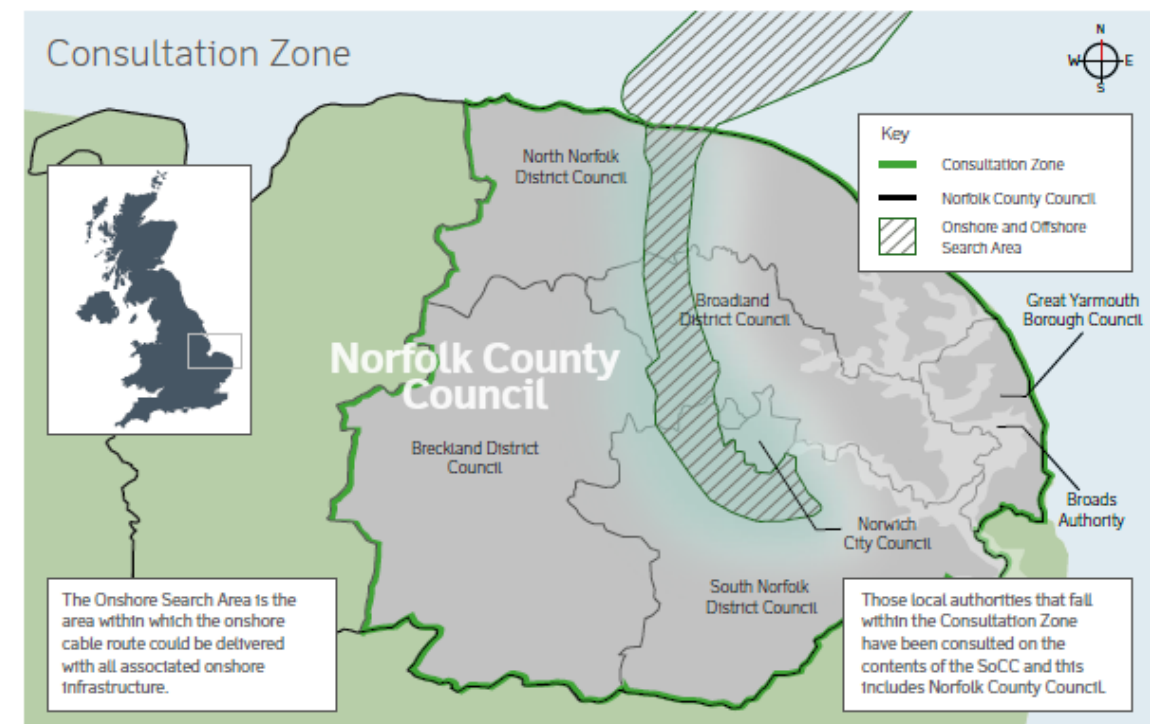 Consultation Zone
N
W
E
S
Key
Consultation Zone
Norfolk County Council
Onshore and Offshore
Search Area
North Norfolk
District Council
Broadland
District Council
Great Yarmouth
Borough Council
Norfolk County
Council
Breckland District
Council
Broads
Authority
Norwich
City Council
South Norfolk
District Council
The Onshore Search Area is the
area within which the onshore
cable route could be delivered
with all associated onshore
infrastructure.
Those local authorities that fall
within the Consultation Zone
have been consulted on the
contents of the SoCC and this
includes Norfolk County Council.